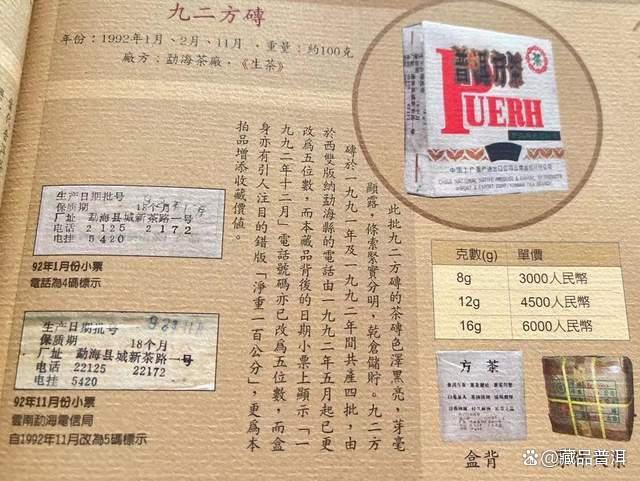 九二方磚
年份：1992年1月、2月、11月．重量：約100克
廠方：勐海茶廠．《生茶》
普洱方茶
PUERH
中茶
此批九二方磚的茶磚色澤黑亮，芽毫
顯露，條索緊實分明，乾倉儲貯。九二方
磚於一九九一年及一九九二年間共產四批，由
於西雙版納勐海縣的電話由一九九二年五月起已更
改為五位數，而本藏品背後的日期小票上顯示「一
九九二年十二月」電話號碼亦已改為五位數，而盒
身亦有引人注目的錯版「淨重一百公分」，更為本
拍品增添收藏價值。
生产日期批号
保质期 18个月
厂址 勐海县城新茶路一号
电话 2125 2172
电挂 5420
92年1月份小票
電話為4碼標示
生产日期批号
保质期 18个月
厂址 勐海县城新茶路一号
电话 22125 22172
电挂 5420
92年11月份小票
雲南勐海電信局
自1992年11月改為5碼標示
克數(g) 單價
8g 3000人民幣
12g 4500人民幣
16g 6000人民幣
方茶
盒背
@藏品普洱